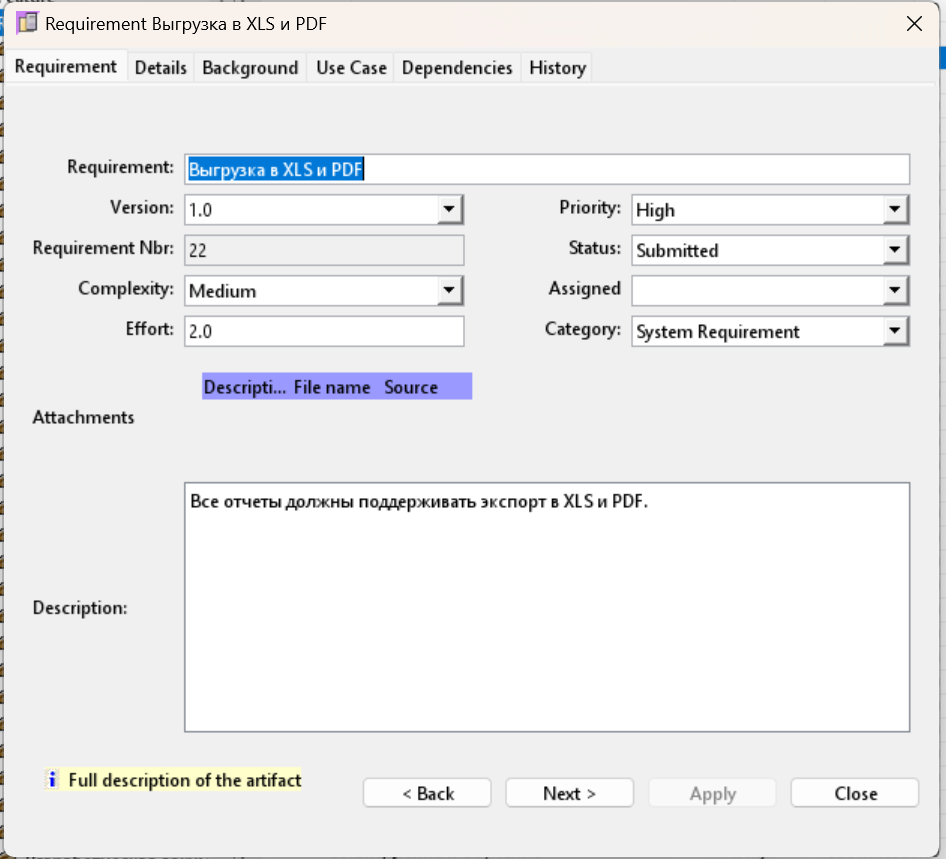 Requirement Выгрузка в XLS и PDF
Requirement Details Background Use Case Dependencies History
Requirement: Выгрузка в XLS и PDF
Version: 1.0 Priority: High
Requirement Nbr: 22 Status: Submitted
Complexity: Medium Assigned
Effort: 2.0 Category: System Requirement
Descripti... File name Source
Attachments
Все отчеты должны поддерживать экспорт в XLS и PDF.
Description:
Full description of the artifact
< Back Next > Apply Close